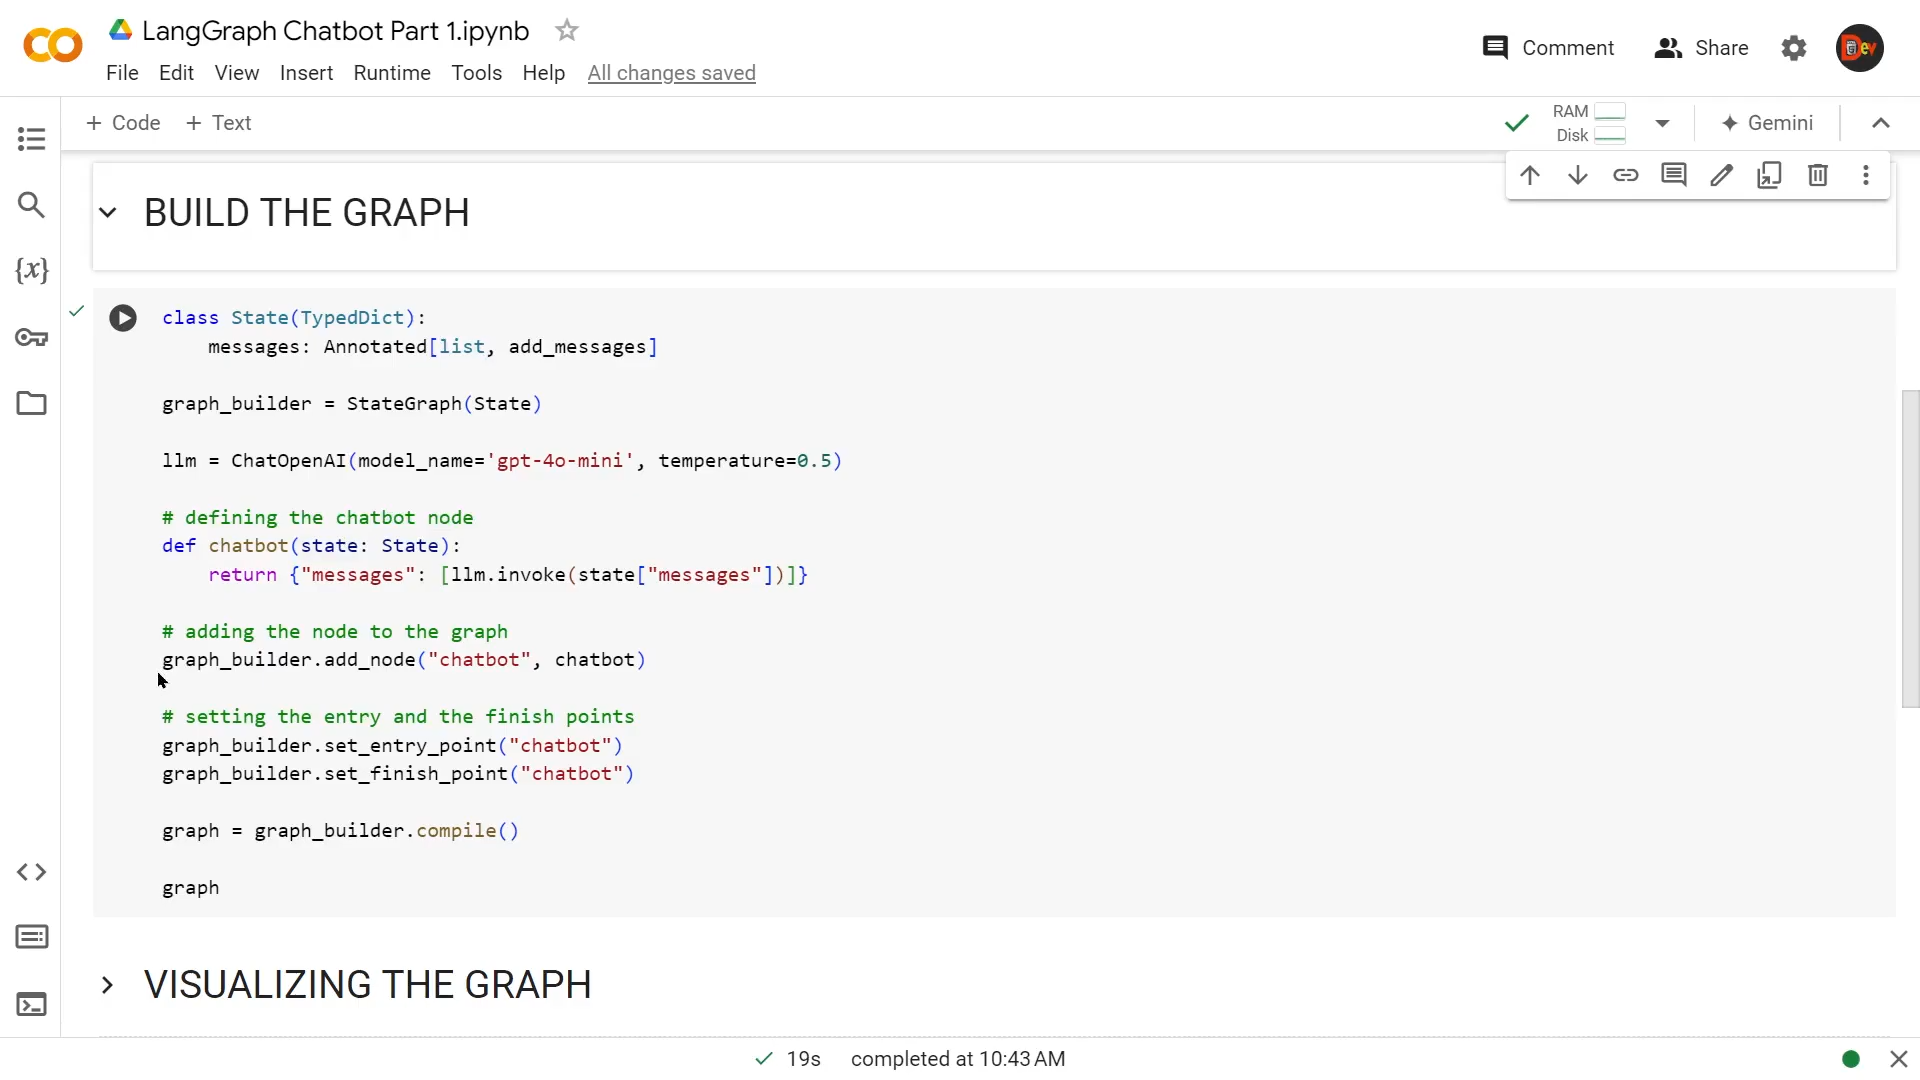 LangGraph Chatbot Part 1.ipynb
File Edit View Insert Runtime Tools Help All changes saved
Comment Share
+ Code + Text
RAM
Disk
Gemini
BUILD THE GRAPH
class State(TypedDict):
    messages: Annotated[list, add_messages]
graph_builder = StateGraph(State)
llm = ChatOpenAI(model_name='gpt-4o-mini', temperature=0.5)
# defining the chatbot node
def chatbot(state: State):
    return {"messages": [llm.invoke(state["messages"])]}
# adding the node to the graph
graph_builder.add_node("chatbot", chatbot)
# setting the entry and the finish points
graph_builder.set_entry_point("chatbot")
graph_builder.set_finish_point("chatbot")
graph = graph_builder.compile()
graph
VISUALIZING THE GRAPH
19s completed at 10:43 AM